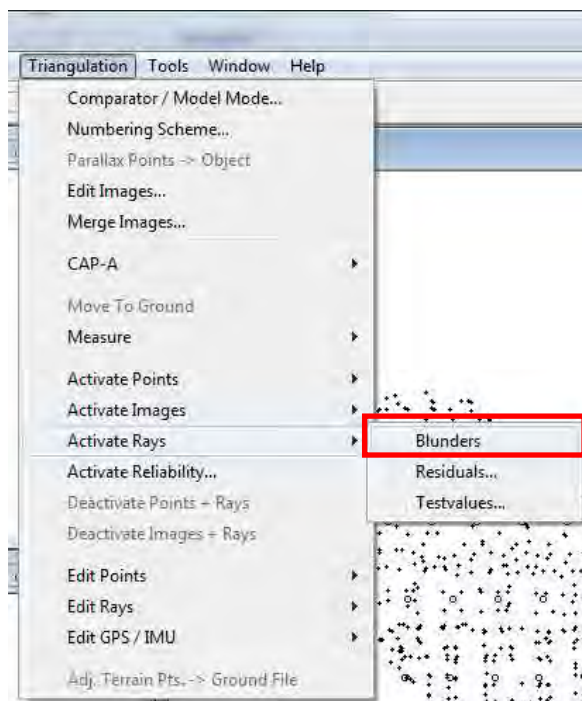 Triangulation Tools Window Help
Comparator / Model Mode...
Numbering Scheme...
Parallax Points -> Object
Edit Images...
Merge Images...
CAP-A
Move To Ground
Measure
Activate Points
Activate Images
Activate Rays
Blunders
Activate Reliability...
Residuals...
Deactivate Points + Rays
Testvalues...
Deactivate Images + Rays
Edit Points
Edit Rays
Edit GPS / IMU
Adj. Terrain Pts. -> Ground File